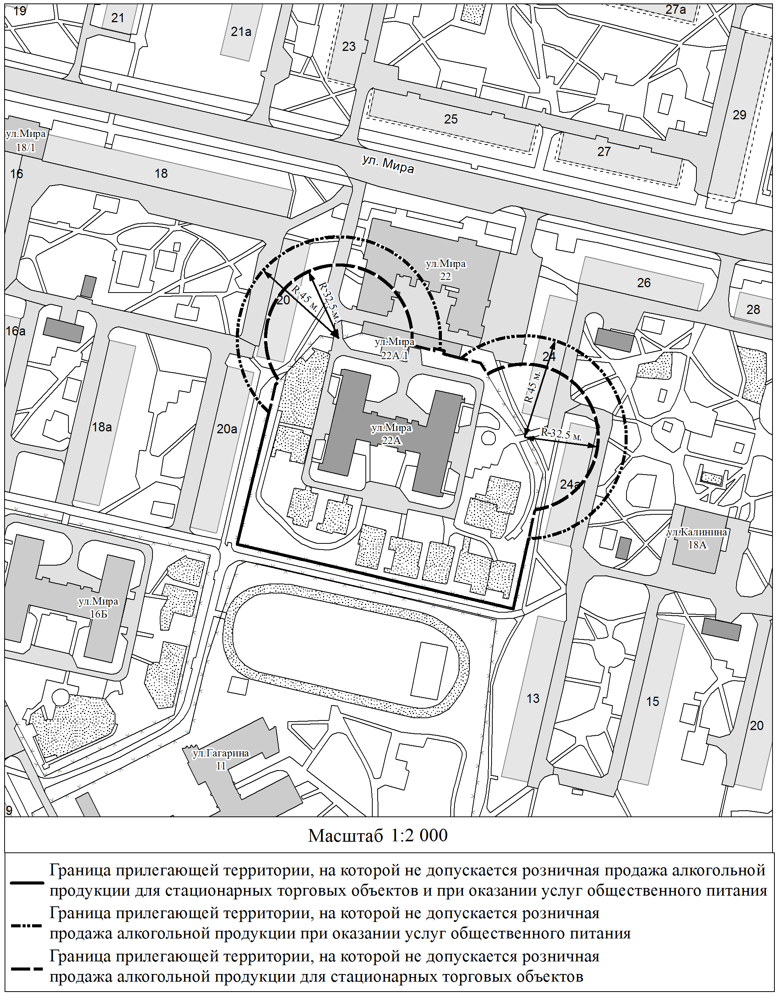 19
21
21а
23
27а
25
29
27
ул.Мира
18/1
ул. Мира
16
18
ул.Мира
22
26
28
20
R 45 м.
R 32.5 м.
16а
ул.Мира
22А/1
24
R 45 м.
18а
20а
ул.Мира
22А
R-32.5 м.
24а
ул.Калинина
18А
ул.Мира
16Б
13
15
20
ул.Гагарина
11
9
Масштаб 1:2 000
Граница прилегающей территории, на которой не допускается розничная продажа алкогольной
продукции для стационарных торговых объектов и при оказании услуг общественного питания
Граница прилегающей территории, на которой не допускается розничная
продажа алкогольной продукции при оказании услуг общественного питания
Граница прилегающей территории, на которой не допускается розничная
продажа алкогольной продукции для стационарных торговых объектов